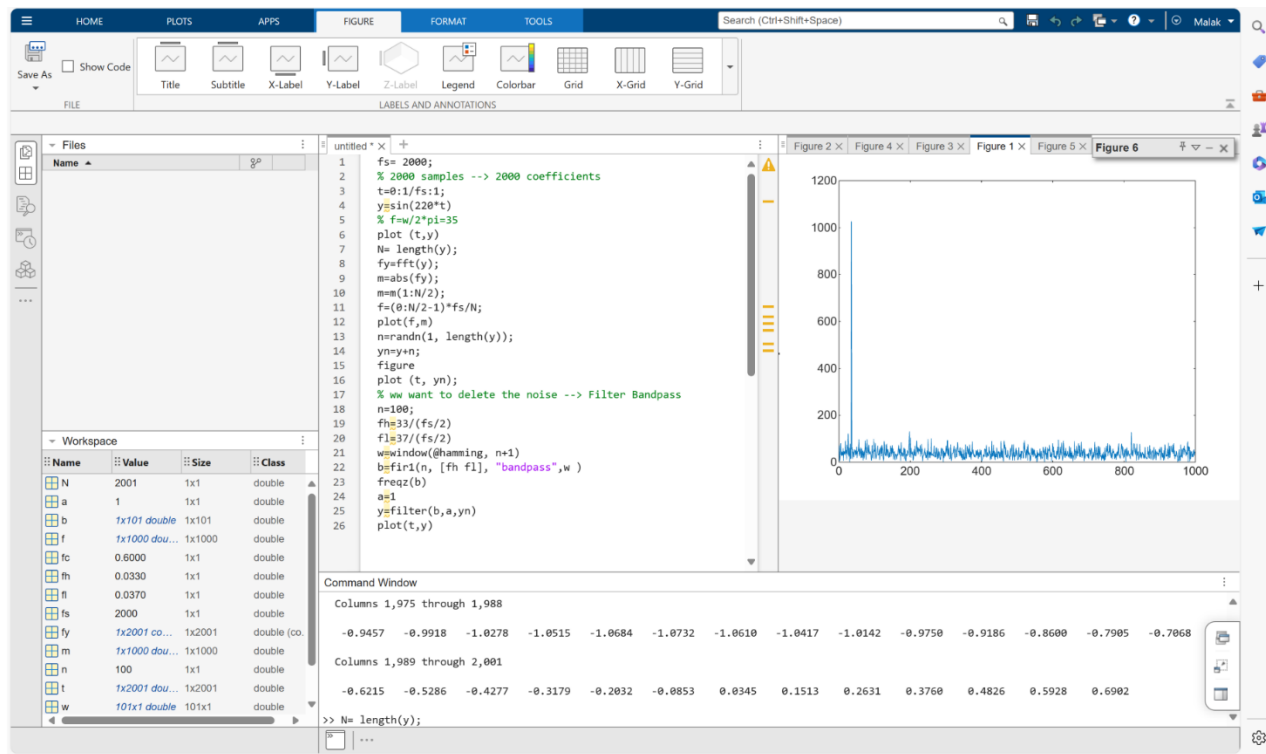 HOME PLOTS APPS FIGURE FORMAT TOOLS Search (Ctrl+Shift+Space) Malak
Save As Show Code Title Subtitle X-Label Y-Label Z-Label Legend Colorbar Grid X-Grid Y-Grid
FILE LABELS AND ANNOTATIONS
Files
Name
untitled *
1 fs= 2000;
2 % 2000 samples --> 2000 coefficients
3 t=0:1/fs:1;
4 y=sin(220*t)
5 % f=w/2*pi=35
6 plot (t,y)
7 N= length(y);
8 fy=fft(y);
9 m=abs(fy);
10 m=m(1:N/2);
11 f=(0:N/2-1)*fs/N;
12 plot(f,m)
13 n=randn(1, length(y));
14 yn=y+n;
15 figure
16 plot (t, yn);
17 % ww want to delete the noise --> Filter Bandpass
18 n=100;
19 fh=33/(fs/2)
20 fl=37/(fs/2)
21 w=window(@hamming, n+1)
22 b=fir1(n, [fh fl], "bandpass",w )
23 freqz(b)
24 a=1
25 y=filter(b,a,yn)
26 plot(t,y)
Figure 2 Figure 4 Figure 3 Figure 1 Figure 5 Figure 6
1200
1000
800
600
400
200
0
0 200 400 600 800 1000
Workspace
Name Value Size Class
N 2001 1x1 double
a 1 1x1 double
b 1x101 double 1x101 double
f 1x1000 dou... 1x1000 double
fc 0.6000 1x1 double
fh 0.0330 1x1 double
fl 0.0370 1x1 double
fs 2000 1x1 double
fy 1x2001 co... 1x2001 double (co.
m 1x1000 dou... 1x1000 double
n 100 1x1 double
t 1x2001 dou... 1x2001 double
w 101x1 double 101x1 double
Command Window
Columns 1,975 through 1,988
-0.9457 -0.9918 -1.0278 -1.0515 -1.0684 -1.0732 -1.0610 -1.0417 -1.0142 -0.9750 -0.9186 -0.8600 -0.7905 -0.7068
Columns 1,989 through 2,001
-0.6215 -0.5286 -0.4277 -0.3179 -0.2032 -0.0853 0.0345 0.1513 0.2631 0.3760 0.4826 0.5928 0.6902
>> N= length(y);